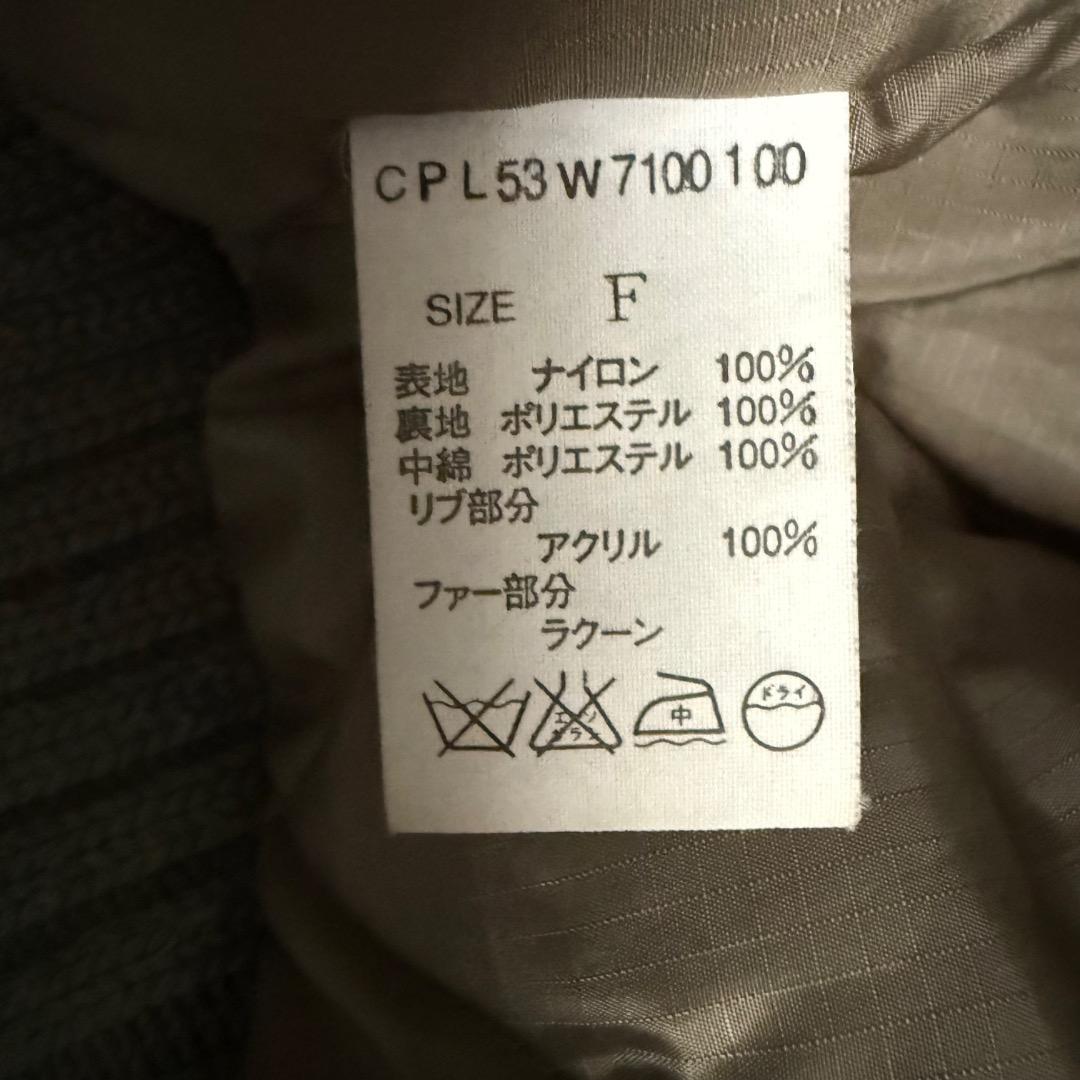 CPL53W7100100
SIZE F
表地 ナイロン 100%
裏地 ポリエステル 100%
中綿 ポリエステル 100%
リブ部分
アクリル 100%
ファー部分
ラクーン
エンソ
サラシ
中
ドライ